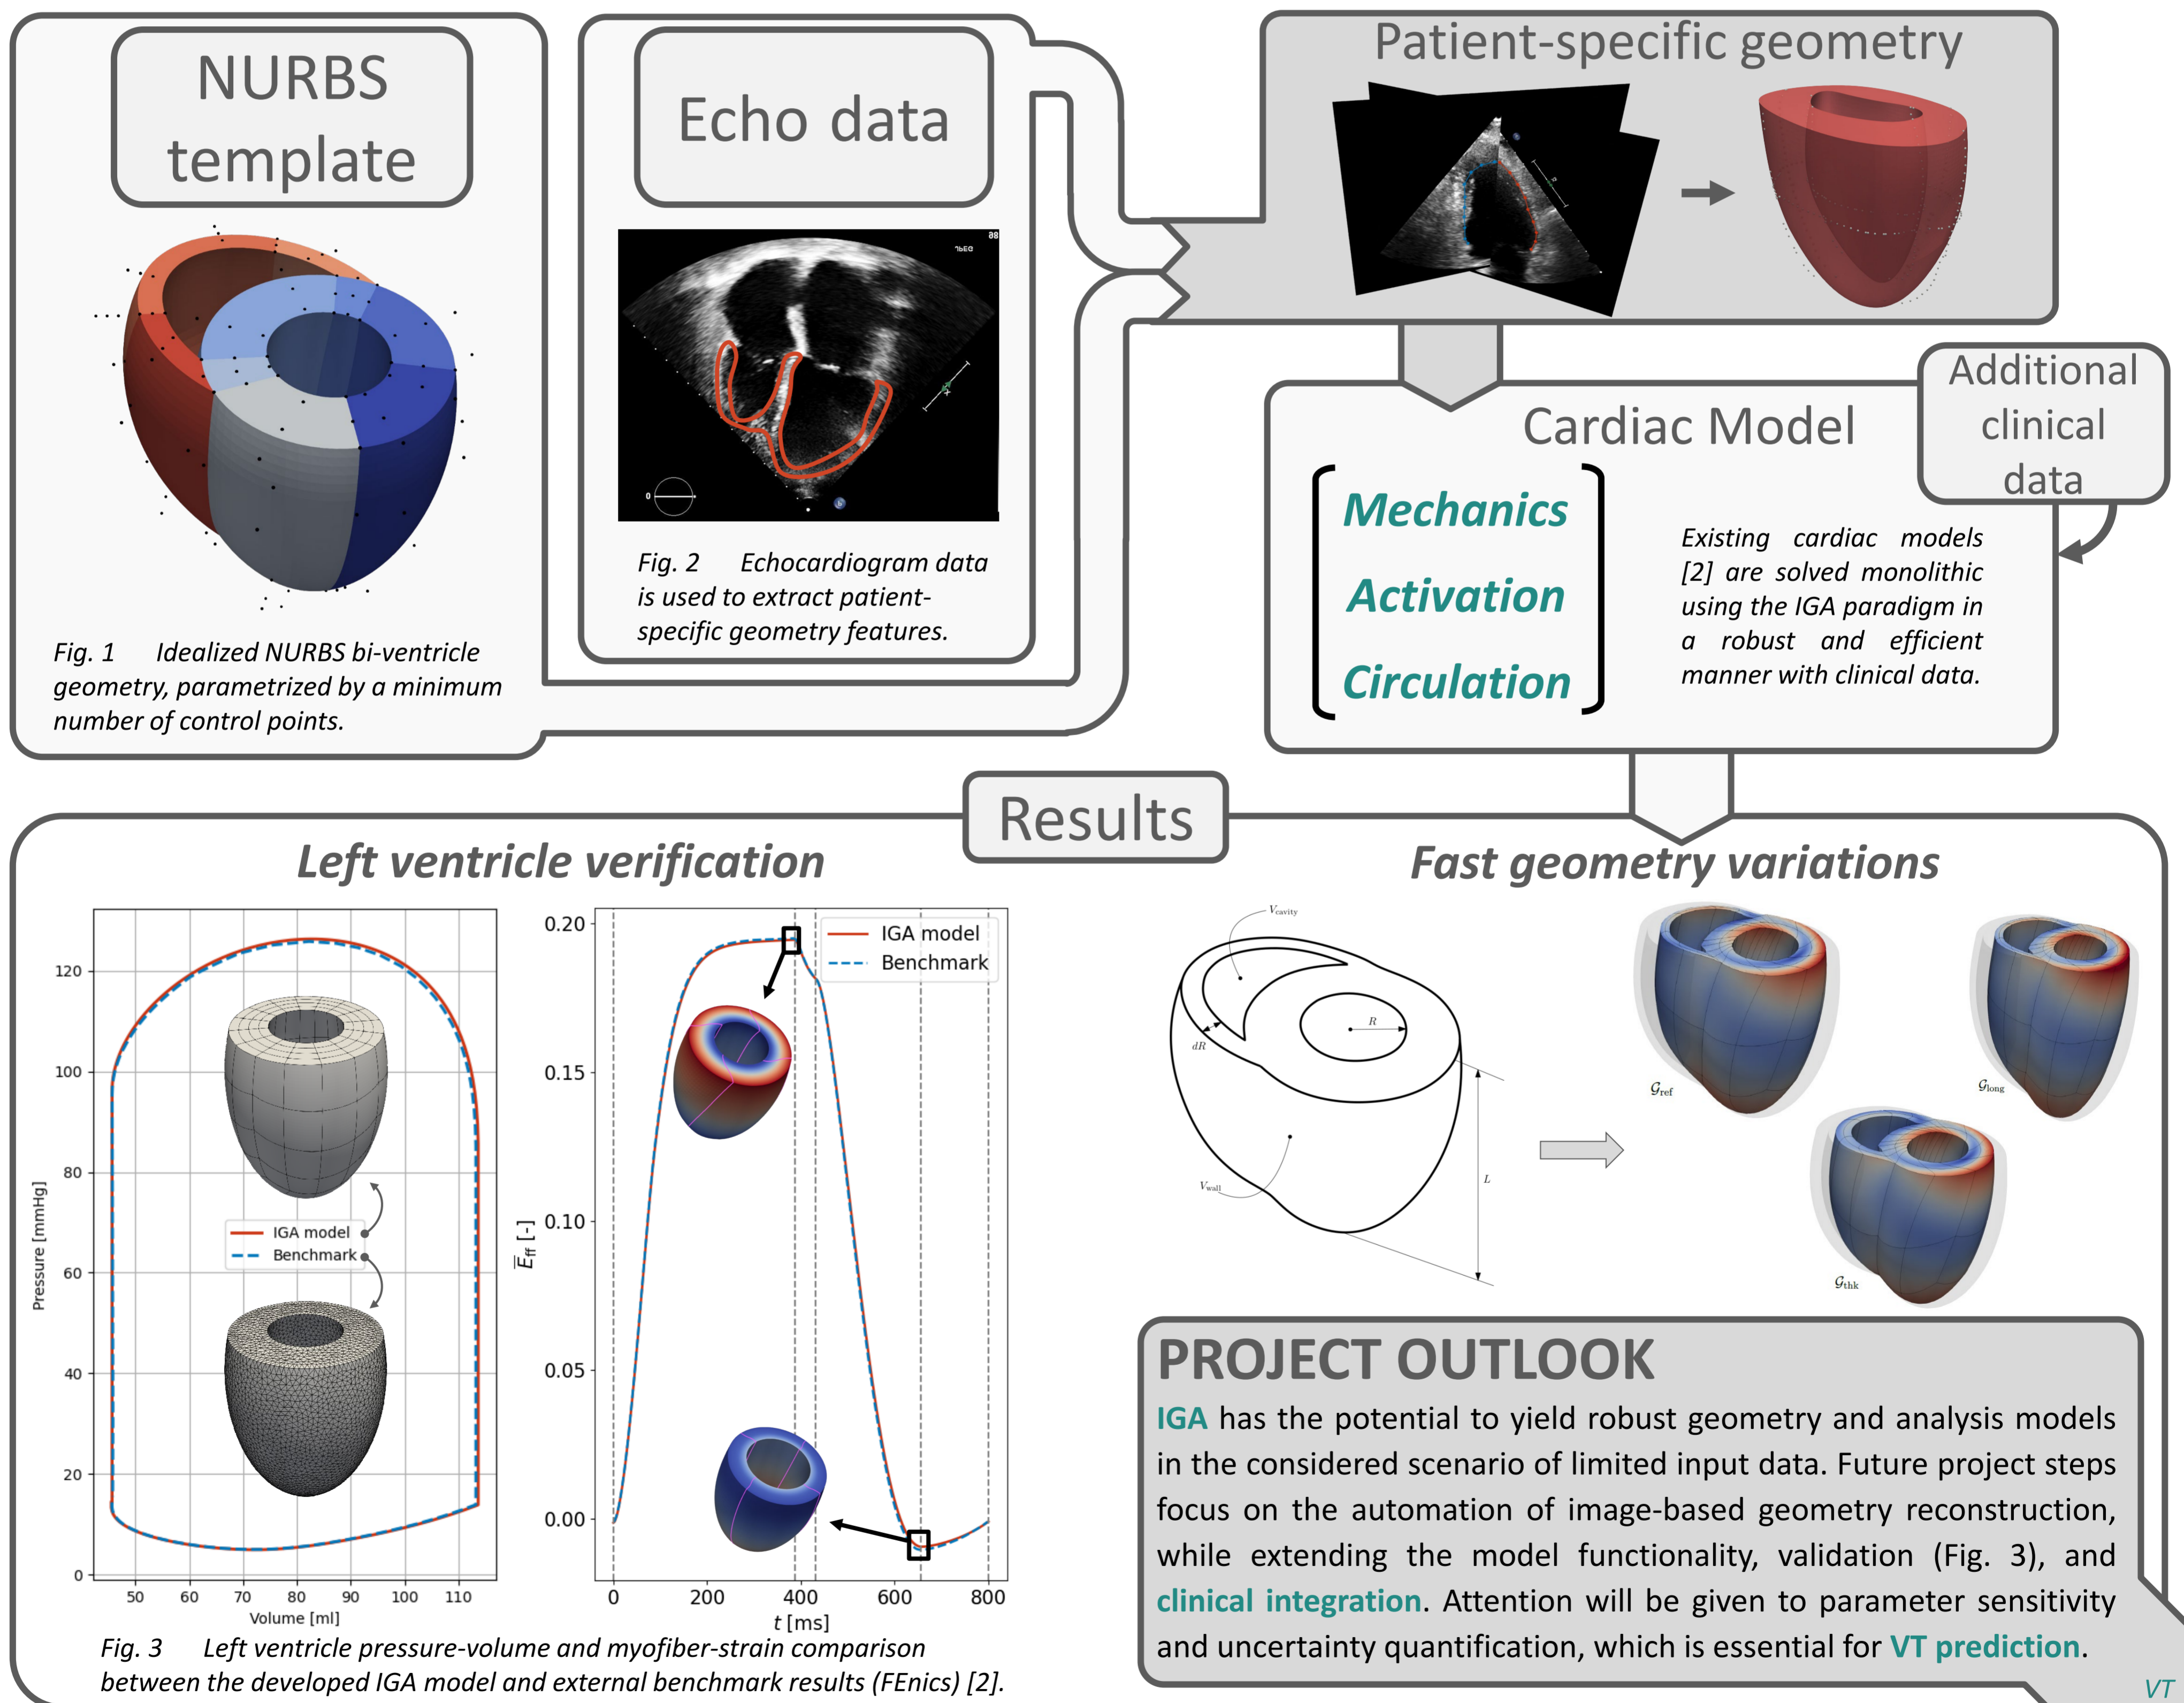 NURBS
template
Fig. 1 Idealized NURBS bi-ventricle
geometry, parametrized by a minimum
number of control points.
Echo data
0
Fig. 2 Echocardiogram data
is used to extract patient-
specific geometry features.
Patient-specific geometry
Additional
clinical
data
Cardiac Model
Mechanics
Activation
Circulation
Existing cardiac models
[2] are solved monolithic
using the IGA paradigm in
a robust and efficient
manner with clinical data.
Results
Left ventricle verification
Pressure [mmHg]
120
100
80
60
40
20
0
IGA model
Benchmark
50 60 70 80 90 100 110
Volume [ml]
E̅ff [-]
0.20
0.15
0.10
0.05
0.00
IGA model
Benchmark
0 200 400 600 800
t [ms]
Fig. 3 Left ventricle pressure-volume and myofiber-strain comparison
between the developed IGA model and external benchmark results (FEnics) [2].
Fast geometry variations
Vcavity
R
dR
L
Vwall
𝒢ref
𝒢long
𝒢thk
PROJECT OUTLOOK
IGA has the potential to yield robust geometry and analysis models
in the considered scenario of limited input data. Future project steps
focus on the automation of image-based geometry reconstruction,
while extending the model functionality, validation (Fig. 3), and
clinical integration. Attention will be given to parameter sensitivity
and uncertainty quantification, which is essential for VT prediction.
VT